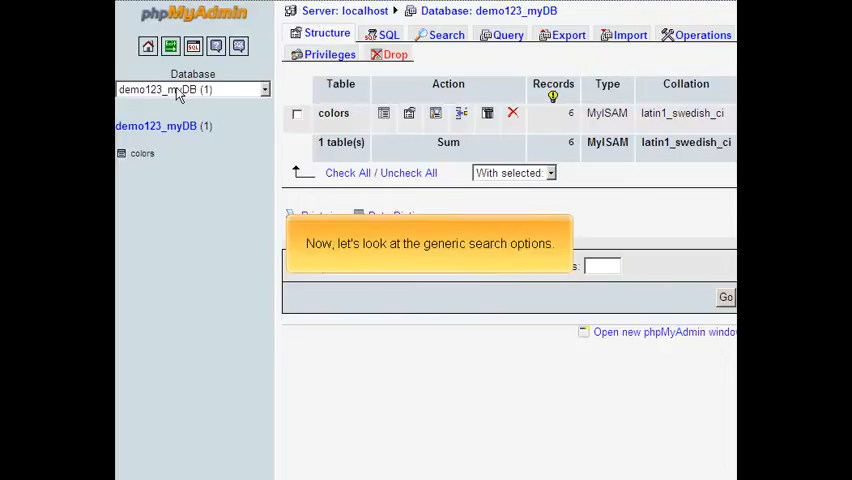 phpMyAdmin
Server: localhost Database: demo123_myDB
Structure SQL Search Query Export Import Operations
Privileges Drop
Database
demo123_myDB (1)
demo123_myDB (1)
colors
Table Action Records Type Collation
colors 6 MyISAM latin1_swedish_ci
1 table(s) Sum 6 MyISAM latin1_swedish_ci
Check All / Uncheck All With selected:
Now, let's look at the generic search options.
Go
Open new phpMyAdmin windo